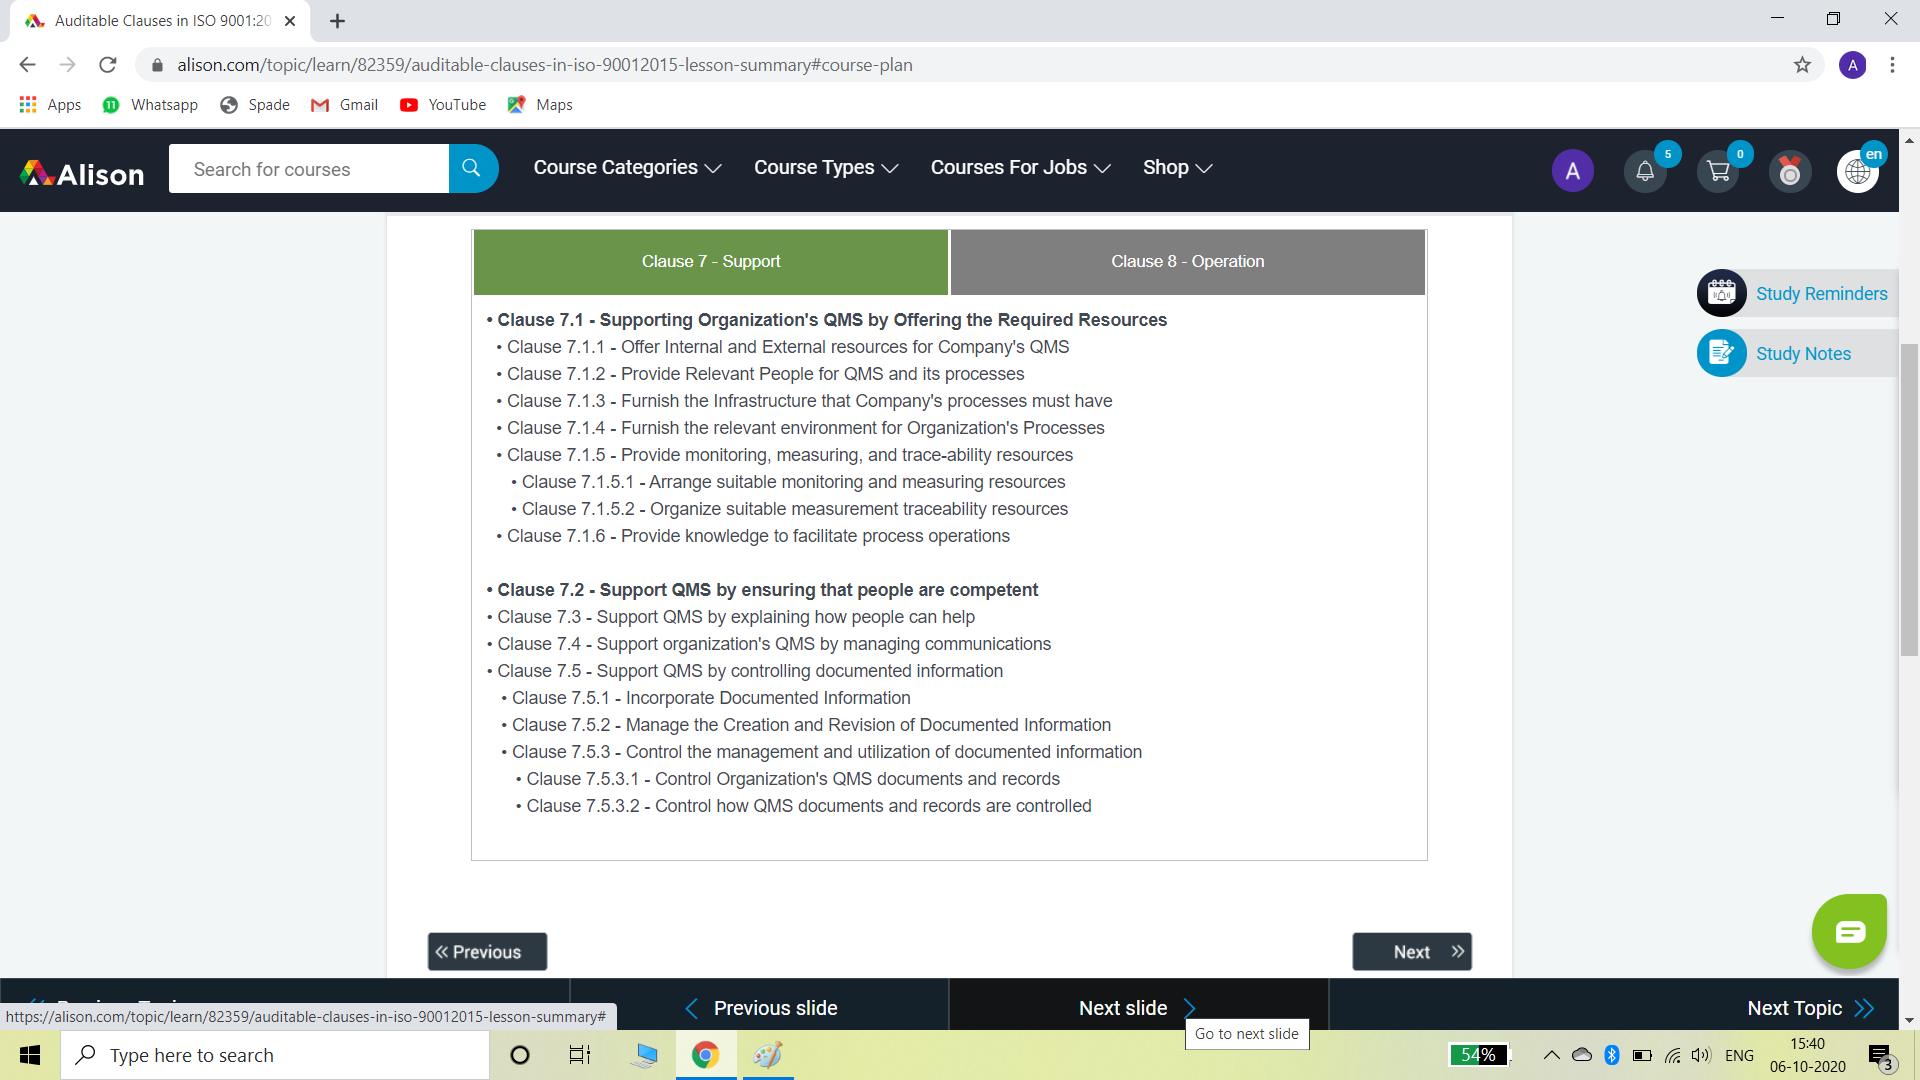 Auditable Clauses in ISO 9001:20
alison.com/topic/learn/82359/auditable-clauses-in-iso-90012015-lesson-summary#course-plan
A
Apps
11
Whatsapp
Spade
Gmail
YouTube
Maps
Alison
Search for courses
Course Categories
Course Types
Courses For Jobs
Shop
A
5
0
en
Clause 7 - Support
Clause 8 - Operation
Study Reminders
Study Notes
• Clause 7.1 - Supporting Organization's QMS by Offering the Required Resources
• Clause 7.1.1 - Offer Internal and External resources for Company's QMS
• Clause 7.1.2 - Provide Relevant People for QMS and its processes
• Clause 7.1.3 - Furnish the Infrastructure that Company's processes must have
• Clause 7.1.4 - Furnish the relevant environment for Organization's Processes
• Clause 7.1.5 - Provide monitoring, measuring, and trace-ability resources
• Clause 7.1.5.1 - Arrange suitable monitoring and measuring resources
• Clause 7.1.5.2 - Organize suitable measurement traceability resources
• Clause 7.1.6 - Provide knowledge to facilitate process operations
• Clause 7.2 - Support QMS by ensuring that people are competent
• Clause 7.3 - Support QMS by explaining how people can help
• Clause 7.4 - Support organization's QMS by managing communications
• Clause 7.5 - Support QMS by controlling documented information
• Clause 7.5.1 - Incorporate Documented Information
• Clause 7.5.2 - Manage the Creation and Revision of Documented Information
• Clause 7.5.3 - Control the management and utilization of documented information
• Clause 7.5.3.1 - Control Organization's QMS documents and records
• Clause 7.5.3.2 - Control how QMS documents and records are controlled
Previous
Next
Previous slide
Next slide
Next Topic
https://alison.com/topic/learn/82359/auditable-clauses-in-iso-90012015-lesson-summary#
Go to next slide
Type here to search
54%
ENG
15:40
06-10-2020
3